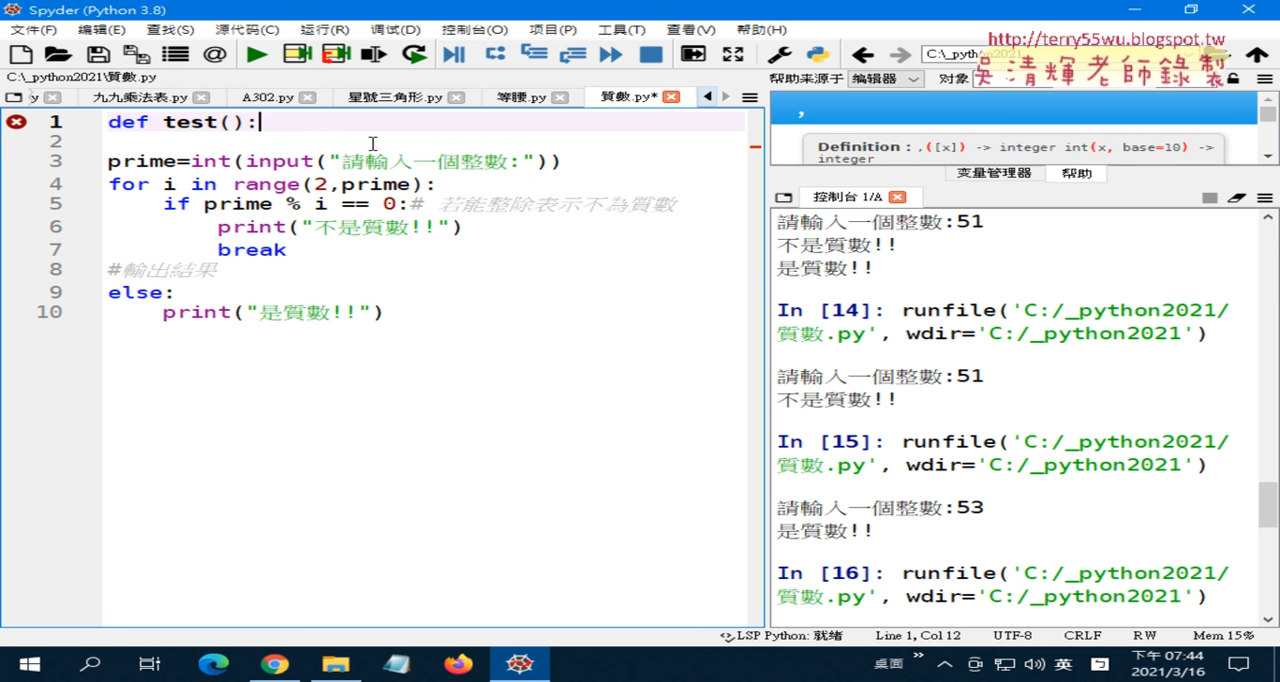 Spyder (Python 3.8)
文件(F) 编辑(E) 查找(S) 源代码(C) 运行(R) 调试(D) 控制台(O) 项目(P) 工具(T) 查看(V) 帮助(H)
http://terry55wu.blogspot.tw
吳清輝老師錄製
C:\_python2021\質數.py
帮助来源于 编辑器 对象
y 九九乘法表.py A302.py 星號三角形.py 等腰.py 質數.py*
1 def test():
2
3 prime=int(input("請輸入一個整數:"))
4 for i in range(2,prime):
5 if prime % i == 0:# 若能整除表示不為質數
6 print("不是質數!!")
7 break
8 #輸出結果
9 else:
10 print("是質數!!")
,
Definition : ,([x]) -> integer int(x, base=10) ->
integer
变量管理器 帮助
控制台 1/A
請輸入一個整數:51
不是質數!!
是質數!!
In [14]: runfile('C:/_python2021/
質數.py', wdir='C:/_python2021')
請輸入一個整數:51
不是質數!!
In [15]: runfile('C:/_python2021/
質數.py', wdir='C:/_python2021')
請輸入一個整數:53
是質數!!
In [16]: runfile('C:/_python2021/
質數.py', wdir='C:/_python2021')
LSP Python: 就绪 Line 1, Col 12 UTF-8 CRLF RW Mem 15%
桌面 英 下午 07:44
2021/3/16